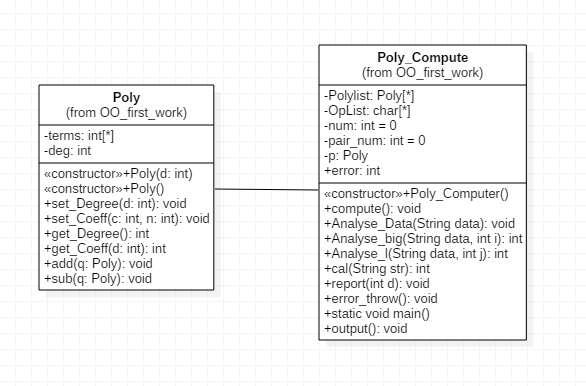 Poly
(from OO_first_work)
-terms: int[*]
-deg: int
«constructor»+Poly(d: int)
«constructor»+Poly()
+set_Degree(d: int): void
+set_Coeff(c: int, n: int): void
+get_Degree(): int
+get_Coeff(d: int): int
+add(q: Poly): void
+sub(q: Poly): void
Poly_Compute
(from OO_first_work)
-Polylist: Poly[*]
-OpList: char[*]
-num: int = 0
-pair_num: int = 0
-p: Poly
+error: int
«constructor»+Poly_Computer()
+compute(): void
+Analyse_Data(String data): void
+Analyse_big(String data, int i): int
+Analyse_l(String data, int j): int
+cal(String str): int
+report(int d): void
+error_throw(): void
+static void main()
+output(): void